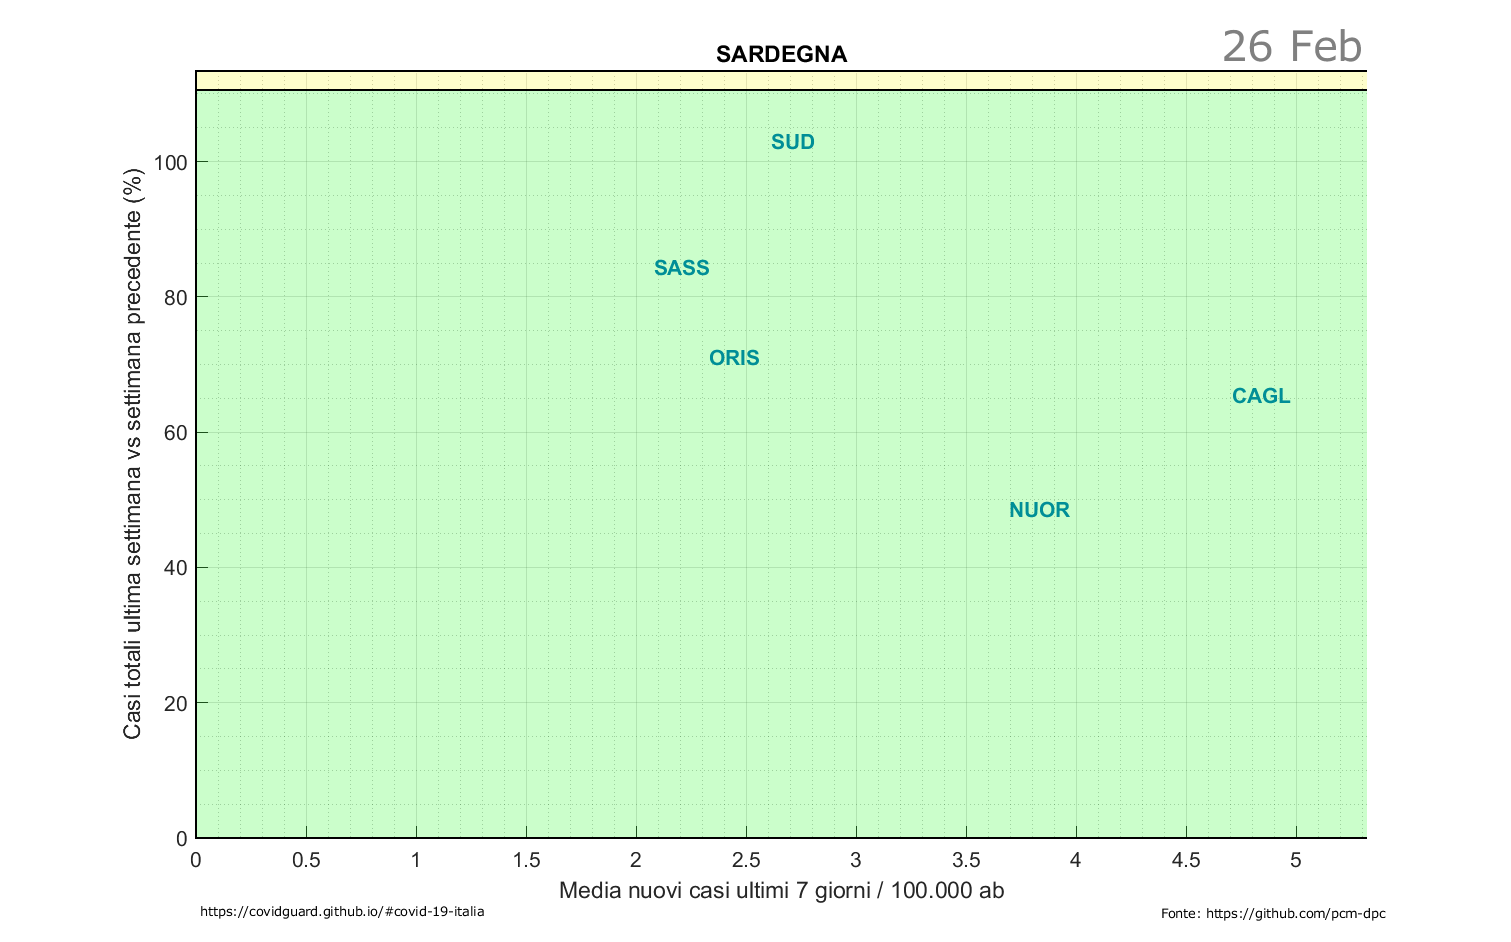 SARDEGNA
26 Feb
Casi totali ultima settimana vs settimana precedente (%)
100
80
60
40
20
0
SUD
SASS
ORIS
CAGL
NUOR
0 0.5 1 1.5 2 2.5 3 3.5 4 4.5 5
Media nuovi casi ultimi 7 giorni / 100.000 ab
https://covidguard.github.io/#covid-19-italia
Fonte: https://github.com/pcm-dpc